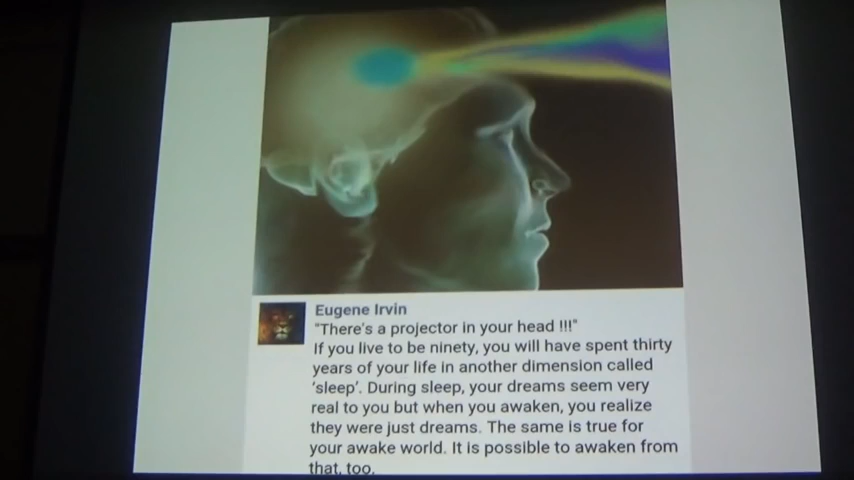 Eugene Irvin
"There's a projector in your head !!!"
If you live to be ninety, you will have spent thirty
years of your life in another dimension called
'sleep'. During sleep, your dreams seem very
real to you but when you awaken, you realize
they were just dreams. The same is true for
your awake world. It is possible to awaken from
that, too.